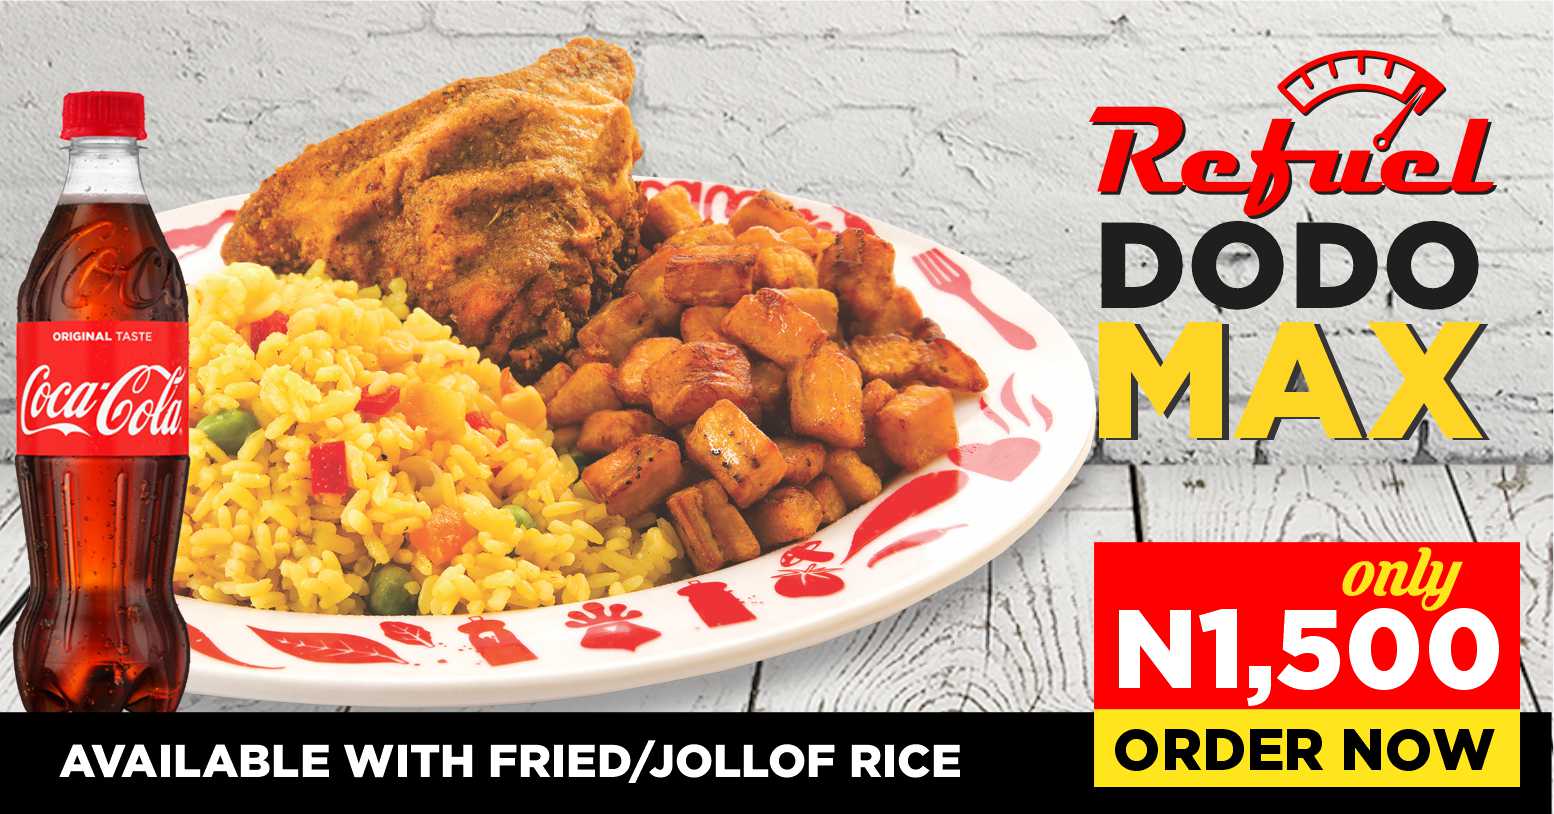 Refuel
DODO
MAX
ORIGINAL TASTE
Coca-Cola
only
N1,500
ORDER NOW
AVAILABLE WITH FRIED/JOLLOF RICE